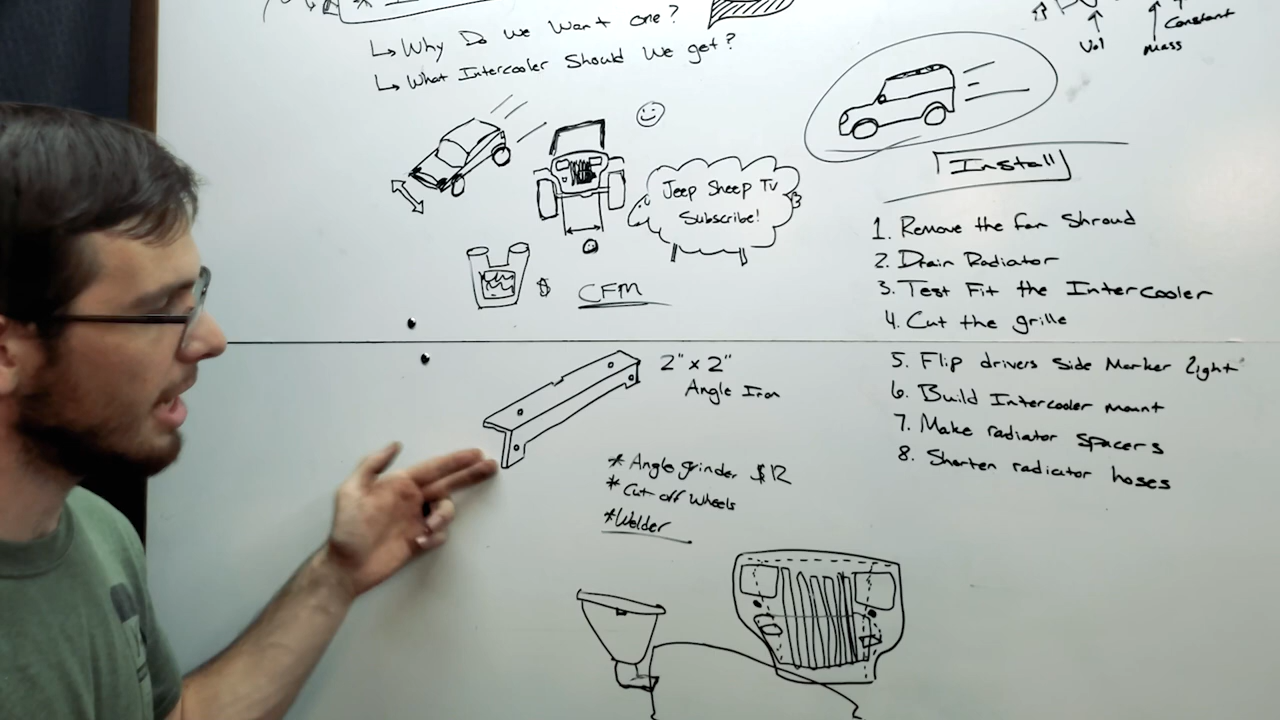 Why Do we want one?
What Intercooler Should We get?
Vol
mass
Constant
Jeep Sheep TV
Subscribe!
$ CFM
Install
1. Remove the fan Shroud
2. Drain Radiator
3. Test Fit the Intercooler
4. Cut the grille
5. Flip drivers Side Marker light
6. Build Intercooler mount
7. Make radiator spacers
8. Shorten radiator hoses
2" x 2"
Angle Iron
* Angle grinder $12
* Cut off Wheels
* Welder